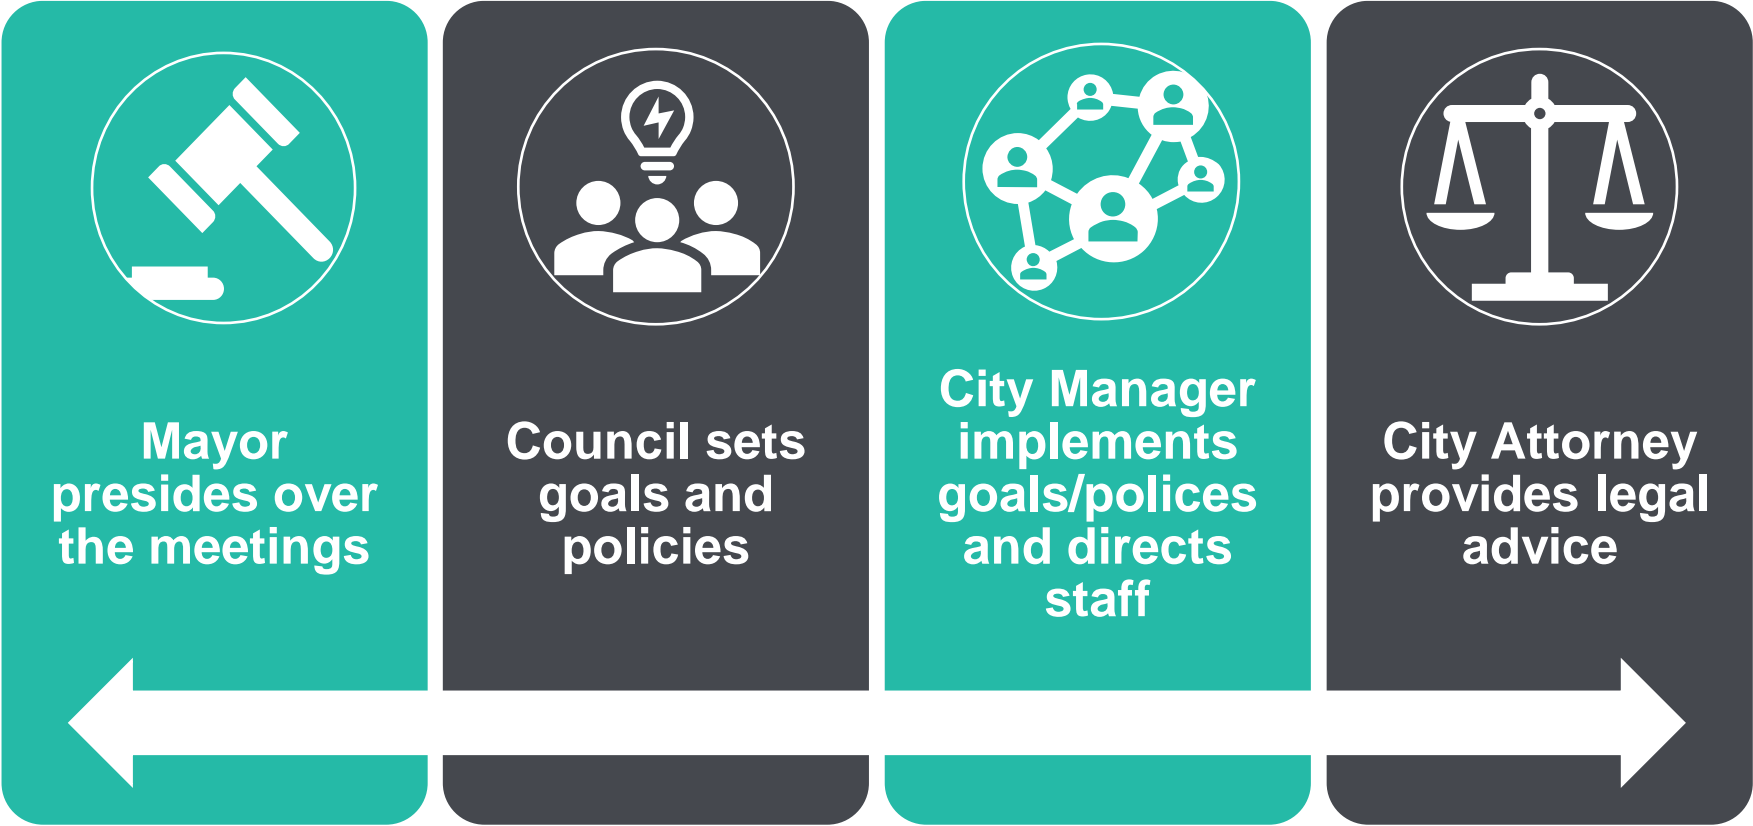 Mayor
presides over
the meetings
Council sets
goals and
policies
City Manager
implements
goals/polices
and directs
staff
City Attorney
provides legal
advice